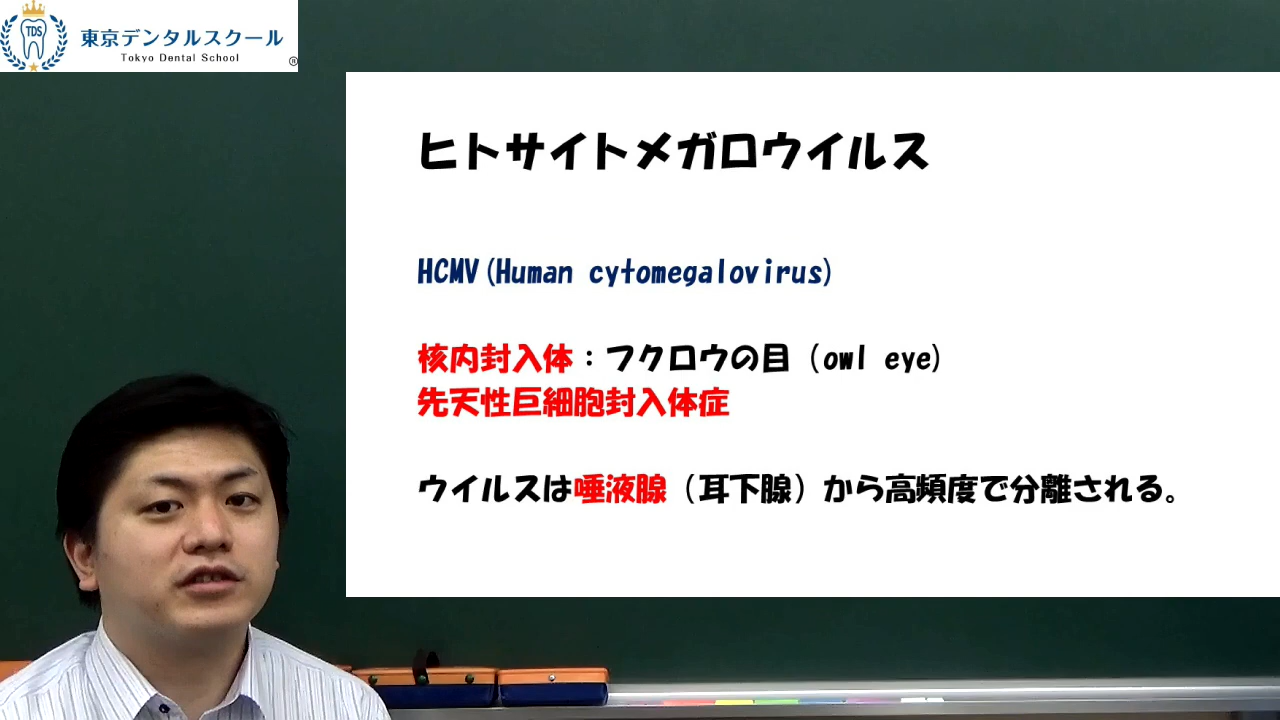 TDS
東京デンタルスクール
Tokyo Dental School
®
ヒトサイトメガロウイルス
HCMV(Human cytomegalovirus)
核内封入体：フクロウの目（owl eye）
先天性巨細胞封入体症
ウイルスは唾液腺（耳下腺）から高頻度で分離される。